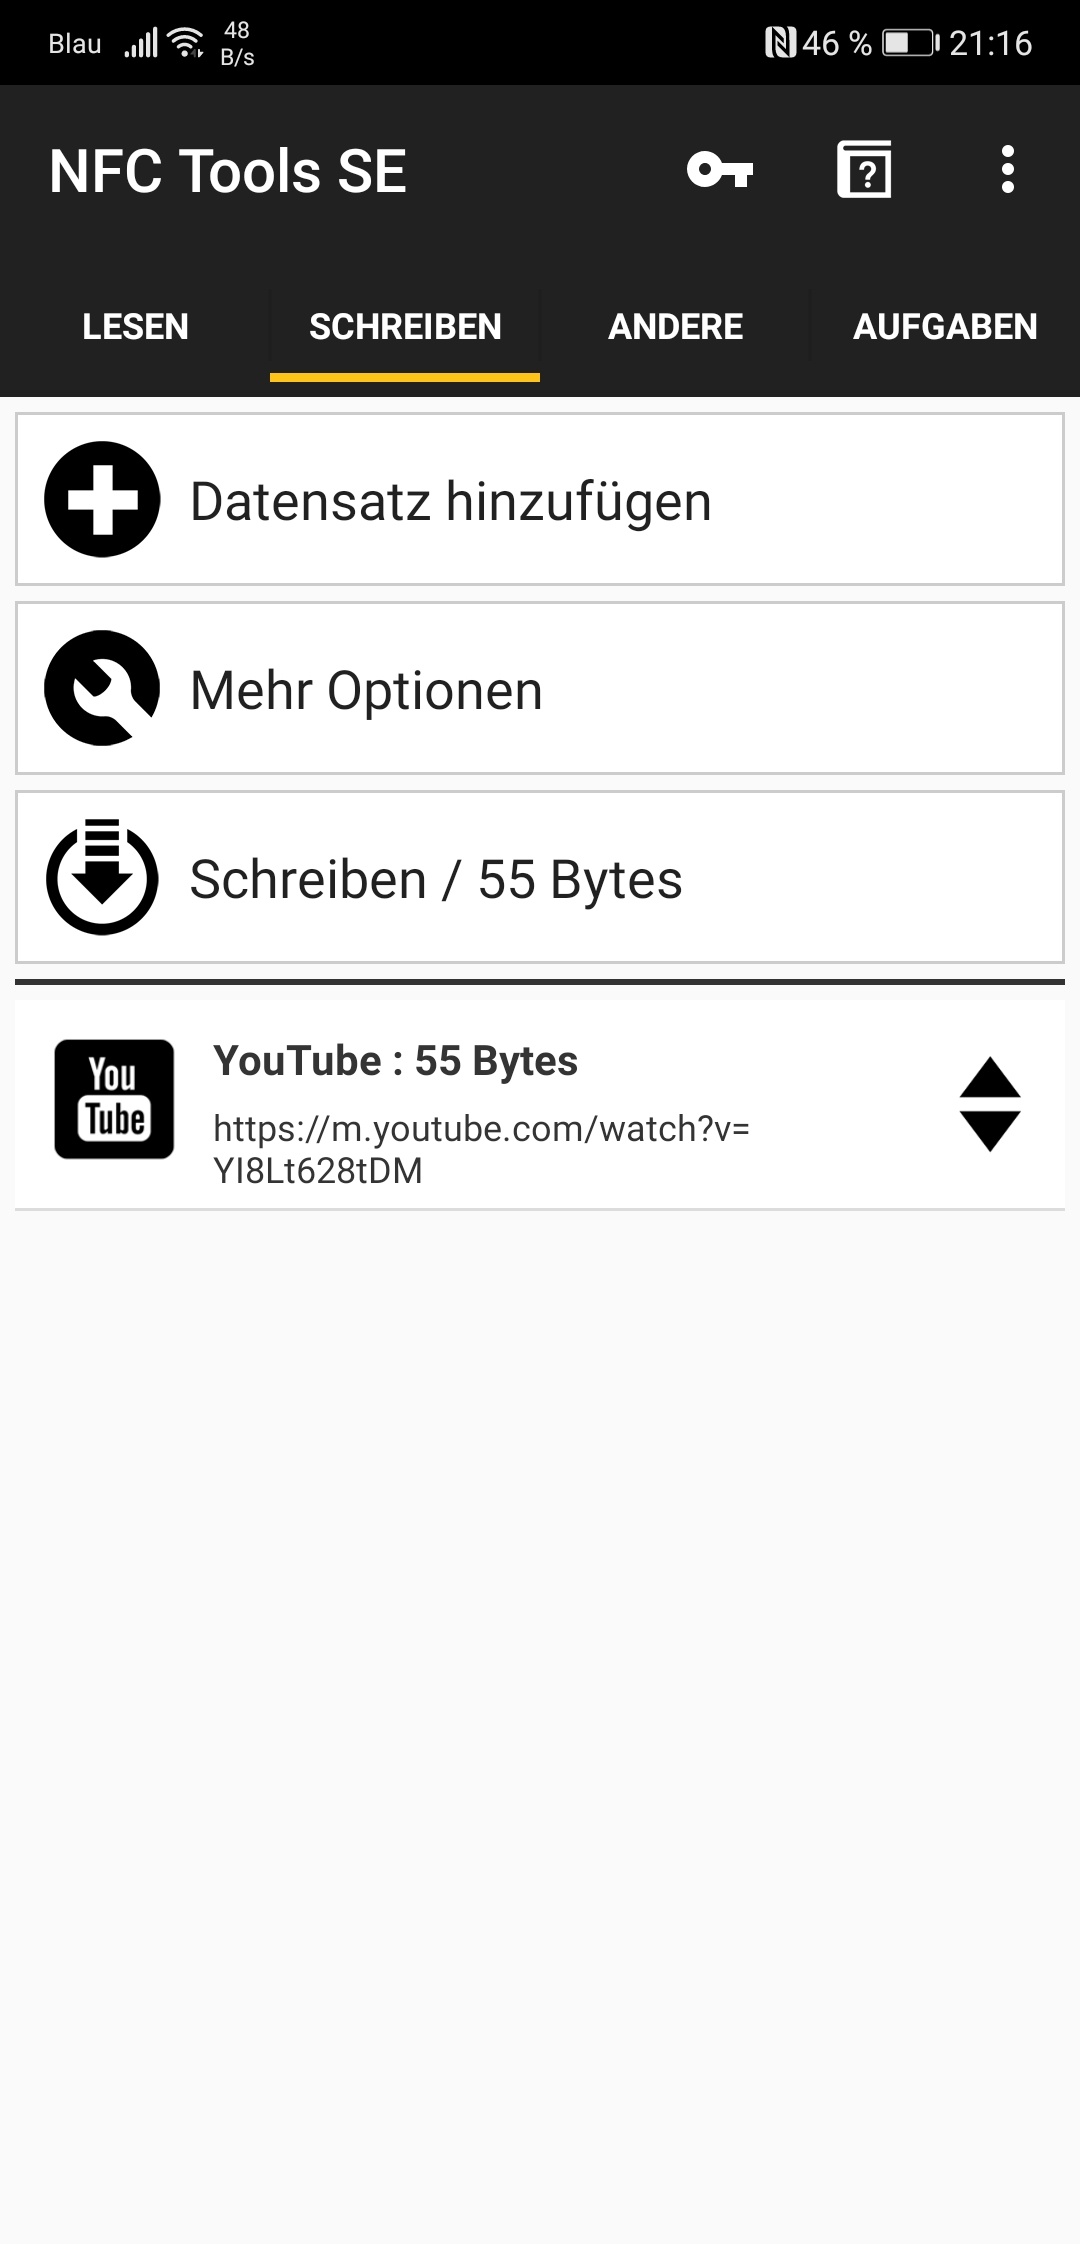 Blau 48 B/s 46 % 21:16
NFC Tools SE
LESEN SCHREIBEN ANDERE AUFGABEN
Datensatz hinzufügen
Mehr Optionen
Schreiben / 55 Bytes
You Tube
YouTube : 55 Bytes
https://m.youtube.com/watch?v=
YI8Lt628tDM